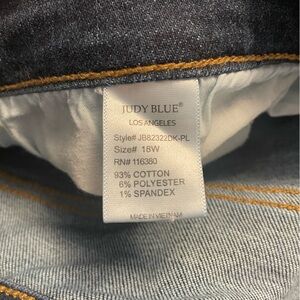 JUDY BLUE®
LOS ANGELES
Style# JB82322DK-PL
Size# 18W
RN# 116380
93% COTTON
6% POLYESTER
1% SPANDEX
MADE IN VIETNAM